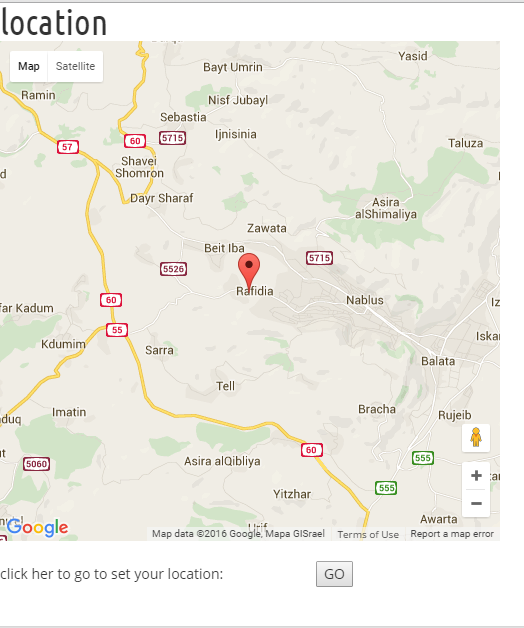 location
Map Satellite
Yasid
Bayt Umrin
Ramin
Nisf Jubayl
Sebastia
Ijnisinia
5715
60
57
Taluza
Shavei
Shomron
Dayr Sharaf
Asira
alShimaliya
Zawata
Beit Iba
5715
5526
Rafidia
60
Nablus
far Kadum
55
Iska
Kdumim
Sarra
Balata
Tell
Imatin
Bracha
Rujeib
duq
60
555
5060
Asira alQibliya
555
Yitzhar
Awarta
Urif
Google
Map data ©2016 Google, Mapa GISrael Terms of Use Report a map error
click her to go to set your location: GO